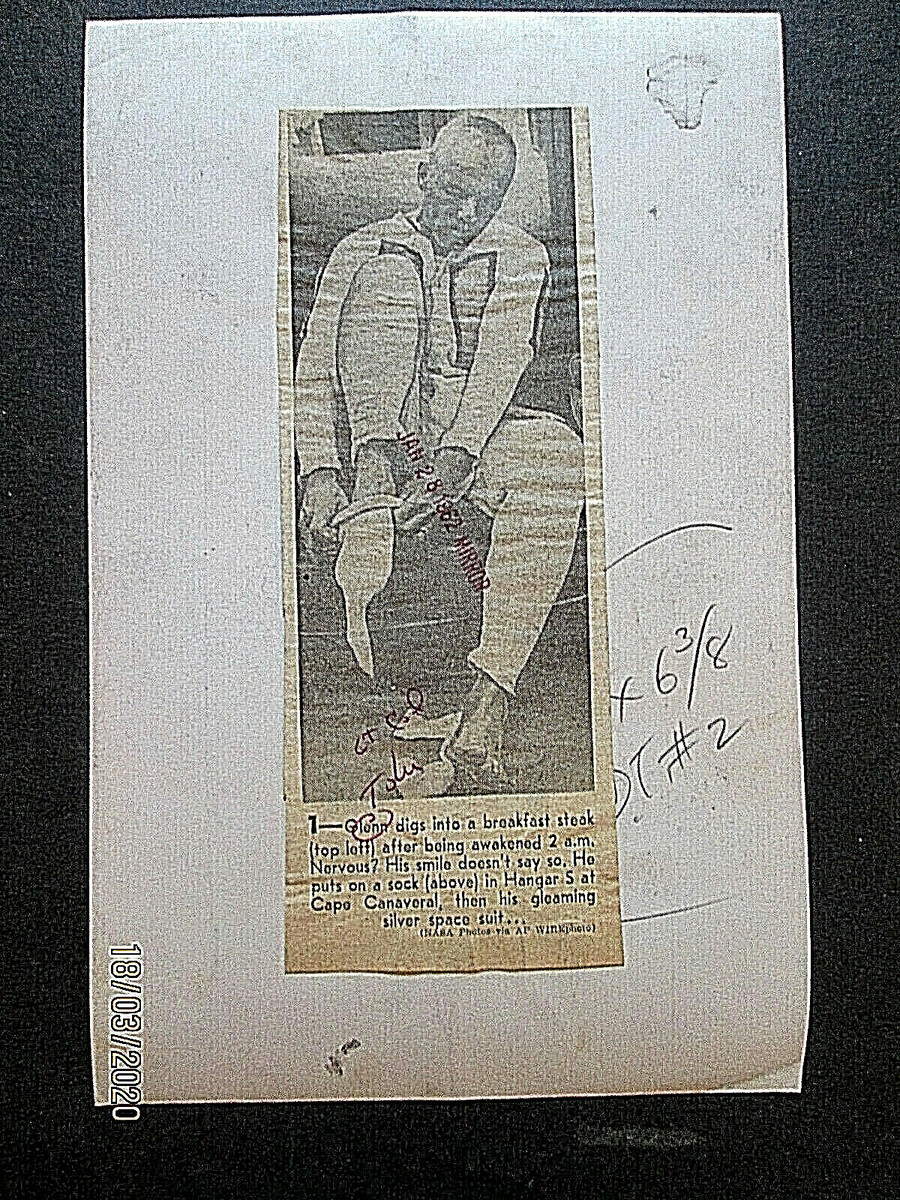 JAN 28 1962 MIRROR
x 6 3/8
#2
1—Glenn digs into a breakfast steak
(top left) after being awakened 2 a.m.
Nervous? His smile doesn't say so. He
puts on a sock (above) in Hangar S at
Cape Canaveral, then his gleaming
silver space suit...
(NASA Photos via AP WIREphoto)
18/03/2020